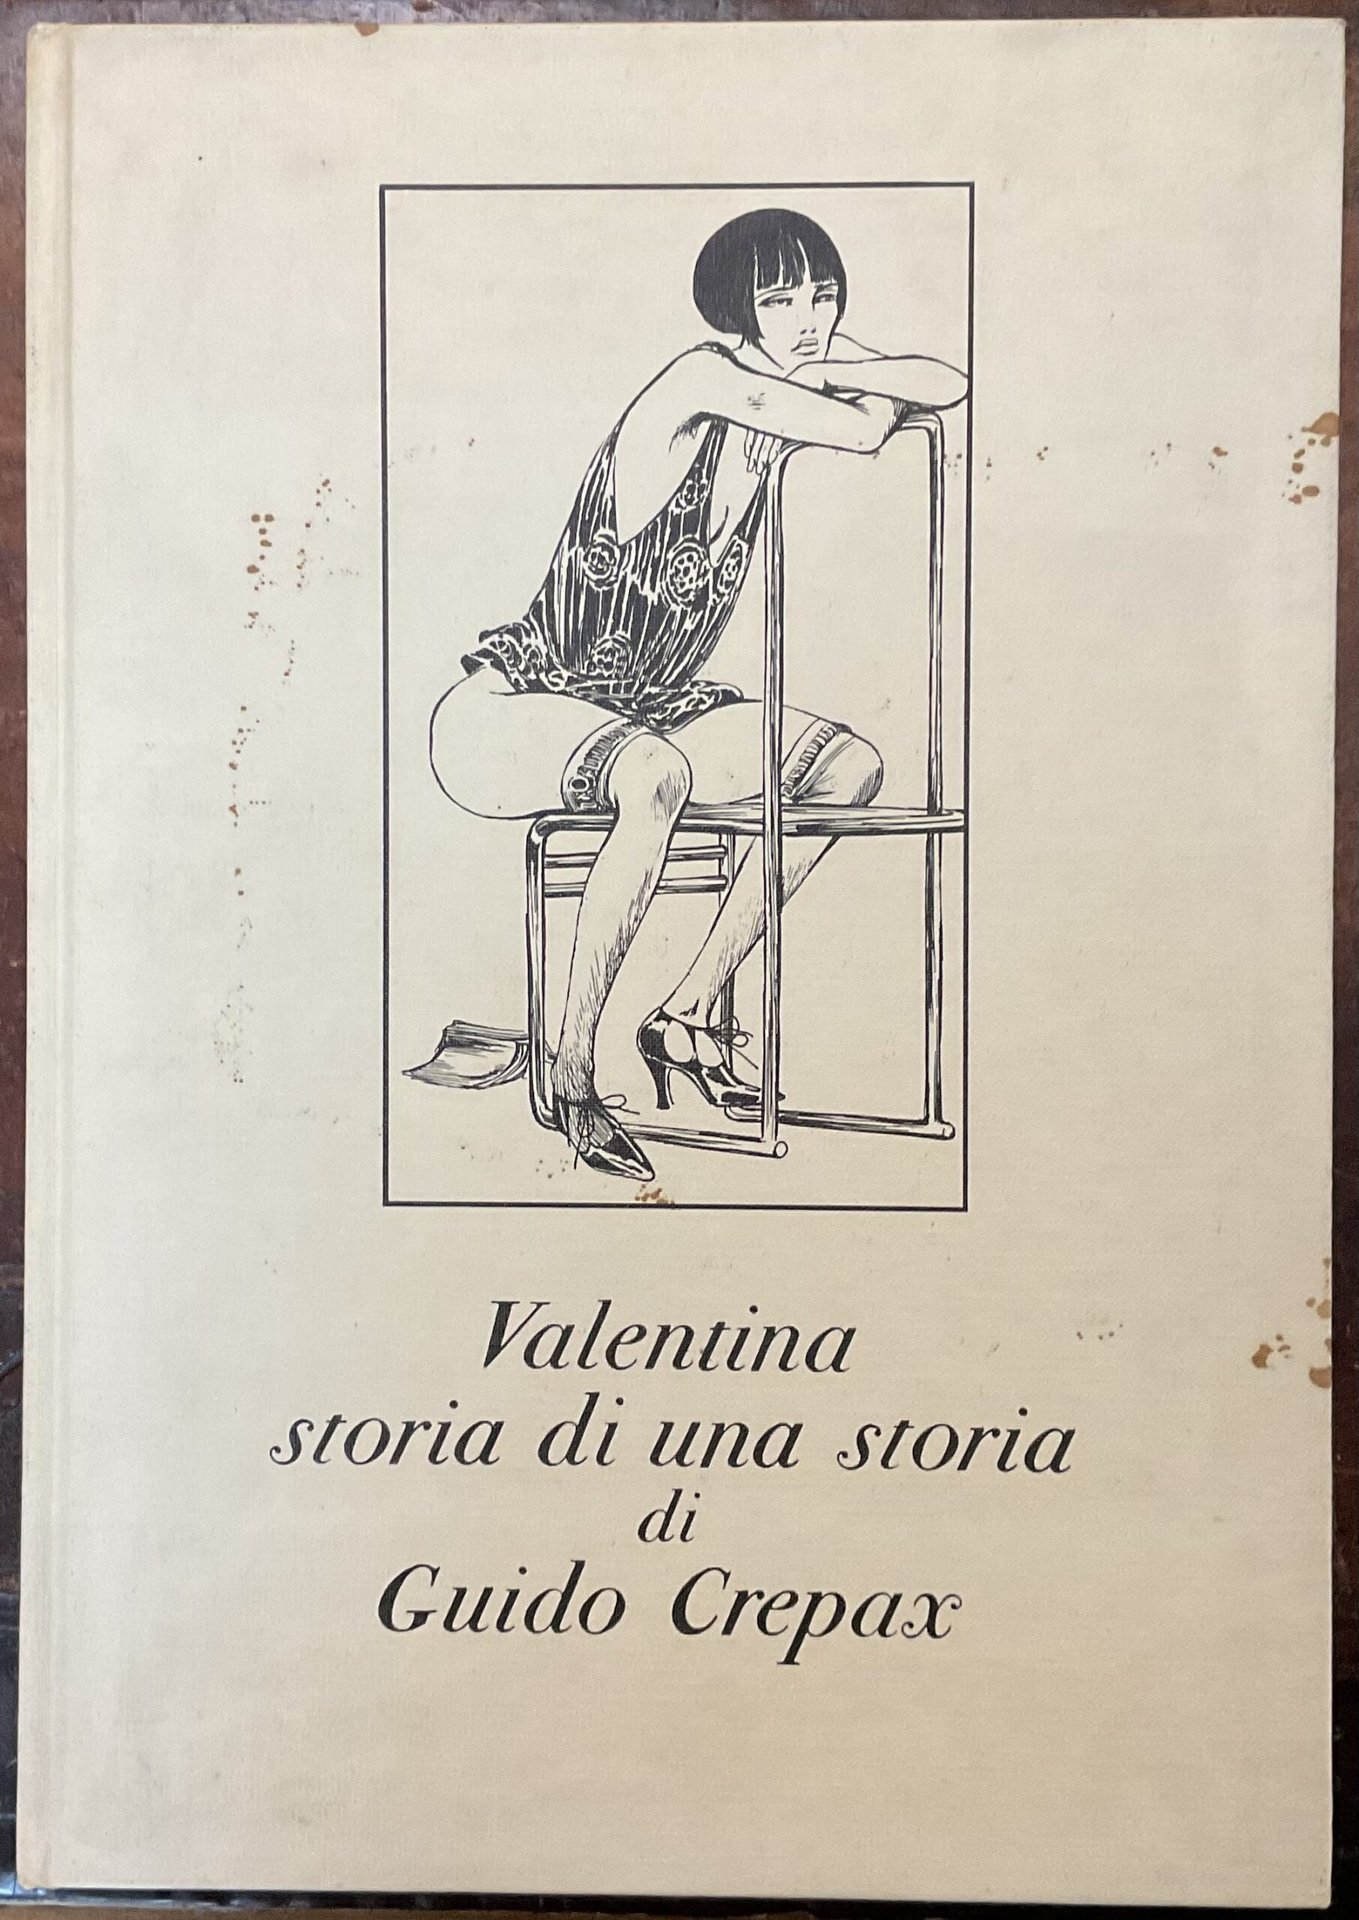 Valentina
storia di una storia
di
Guido Crepax